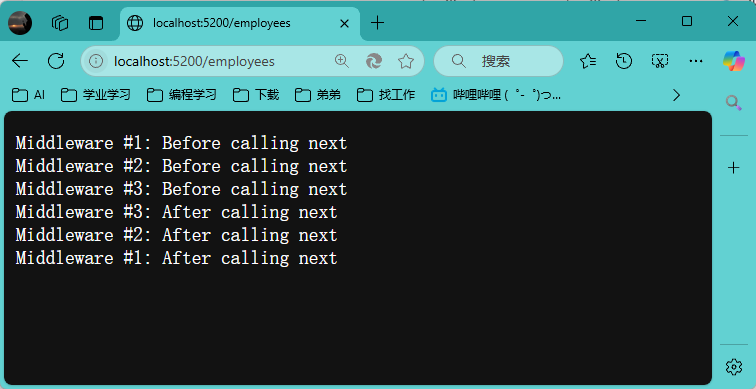 localhost:5200/employees
localhost:5200/employees
搜索
AI
学业学习
编程学习
下载
弟弟
找工作
哔哩哔哩 ( ゜- ゜)つ...
Middleware #1: Before calling next
Middleware #2: Before calling next
Middleware #3: Before calling next
Middleware #3: After calling next
Middleware #2: After calling next
Middleware #1: After calling next